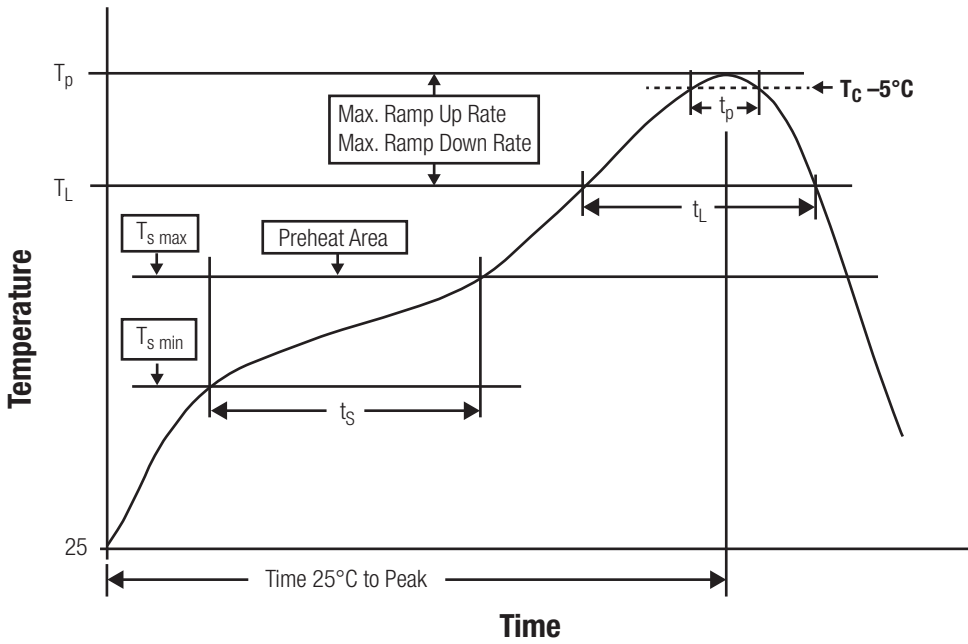 Tp
TC –5°C
Max. Ramp Up Rate
Max. Ramp Down Rate
tp
TL
tL
Ts max
Preheat Area
Ts min
tS
Temperature
25
Time 25°C to Peak
Time